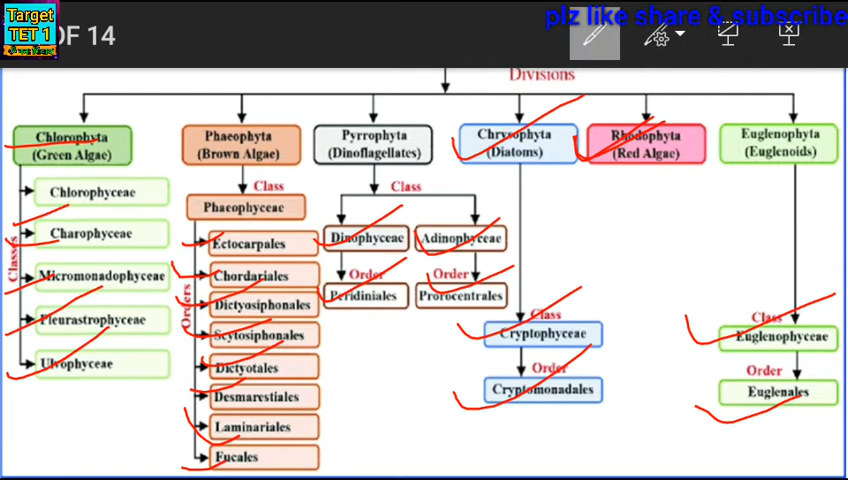 Target
TET 1
OF 14
plz like share & subscribe
Divisions
Chlorophyta
(Green Algae)
Phaeophyta
(Brown Algae)
Pyrrophyta
(Dinoflagellates)
Chrysophyta
(Diatoms)
Rhodophyta
(Red Algae)
Euglenophyta
(Euglenoids)
Classes
Chlorophyceae
Charophyceae
Micromonadophyceae
Pleurastrophyceae
Ulvophyceae
Class
Phaeophyceae
Orders
Ectocarpales
Chordariales
Dictyosiphonales
Scytosiphonales
Dictyotales
Desmarestiales
Laminariales
Fucales
Class
Dinophyceae
Adinophyceae
Order
Order
Peridiniales
Prorocentrales
Class
Cryptophyceae
Order
Cryptomonadales
Class
Euglenophyceae
Order
Euglenales